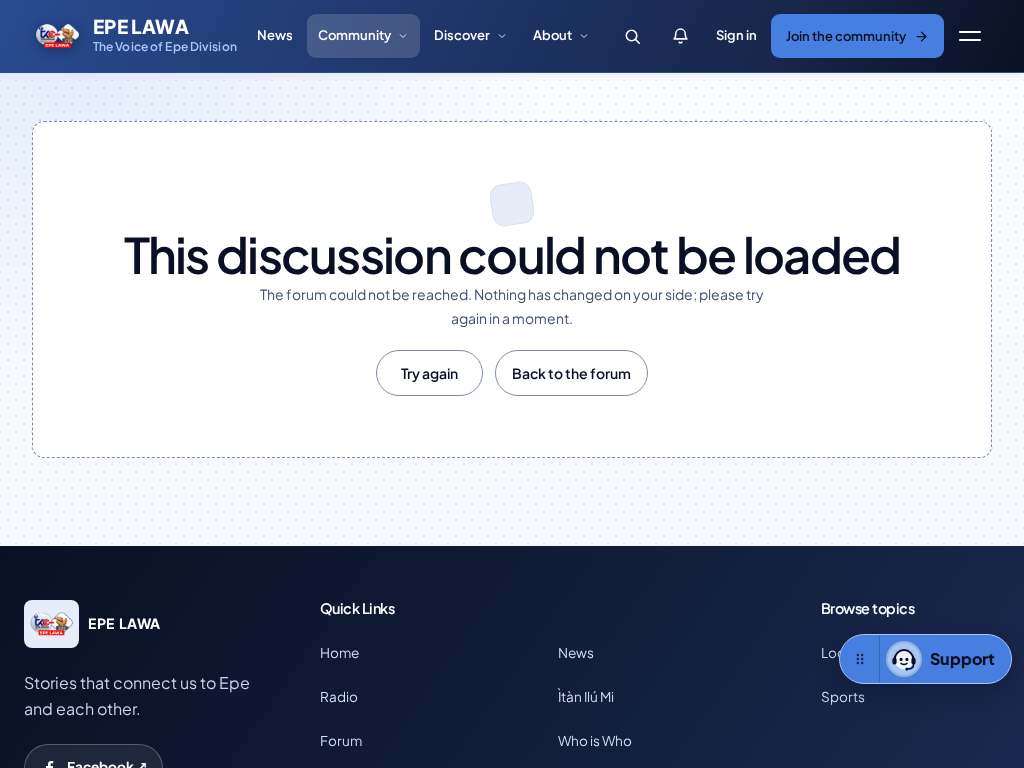 EPE LAWA
The Voice of Epe Division
News
Community
Discover
About
Sign in
Join the community →
This discussion could not be loaded
The forum could not be reached. Nothing has changed on your side; please try
again in a moment.
Try again
Back to the forum
EPE LAWA
EPE LAWA
Stories that connect us to Epe
and each other.
Facebook ↗
Quick Links
Home
News
Radio
Ìtàn Ilú Mi
Forum
Who is Who
Browse topics
Sports
Support